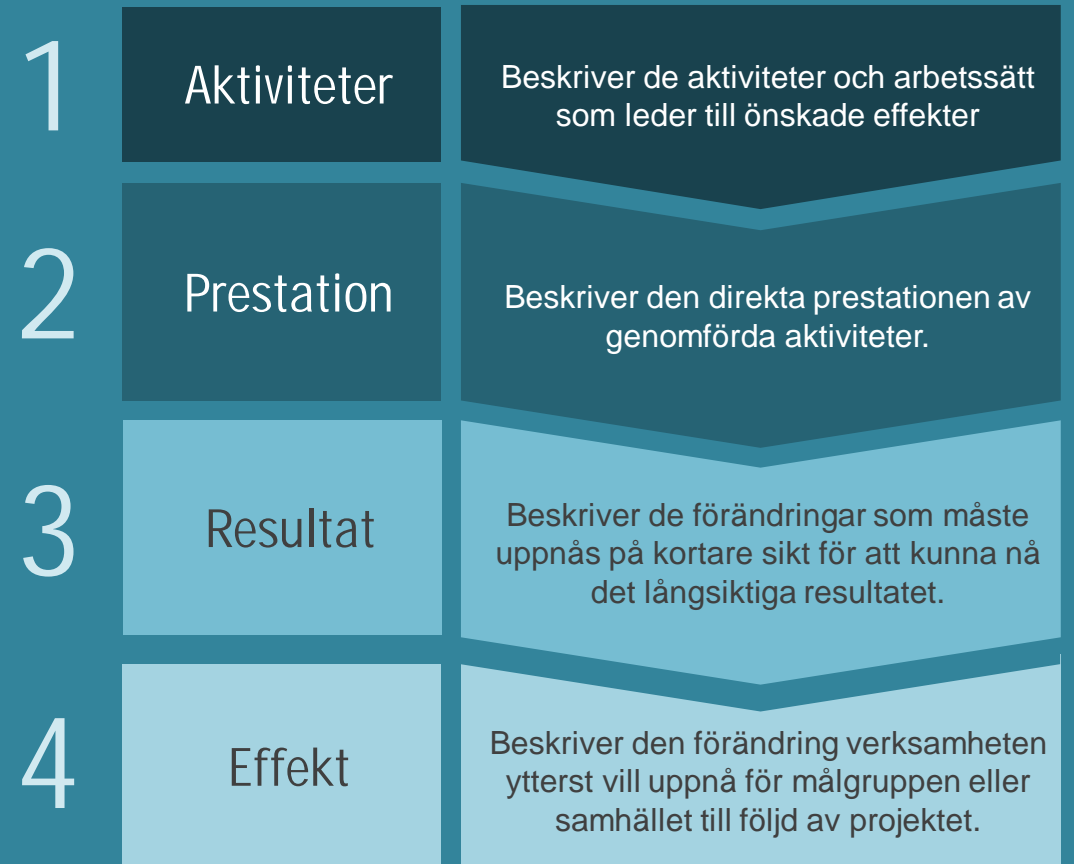 1
Aktiviteter
Beskriver de aktiviteter och arbetssätt
som leder till önskade effekter
2
Prestation
Beskriver den direkta prestationen av
genomförda aktiviteter.
3
Resultat
Beskriver de förändringar som måste
uppnås på kortare sikt för att kunna nå
det långsiktiga resultatet.
4
Effekt
Beskriver den förändring verksamheten
ytterst vill uppnå för målgruppen eller
samhället till följd av projektet.